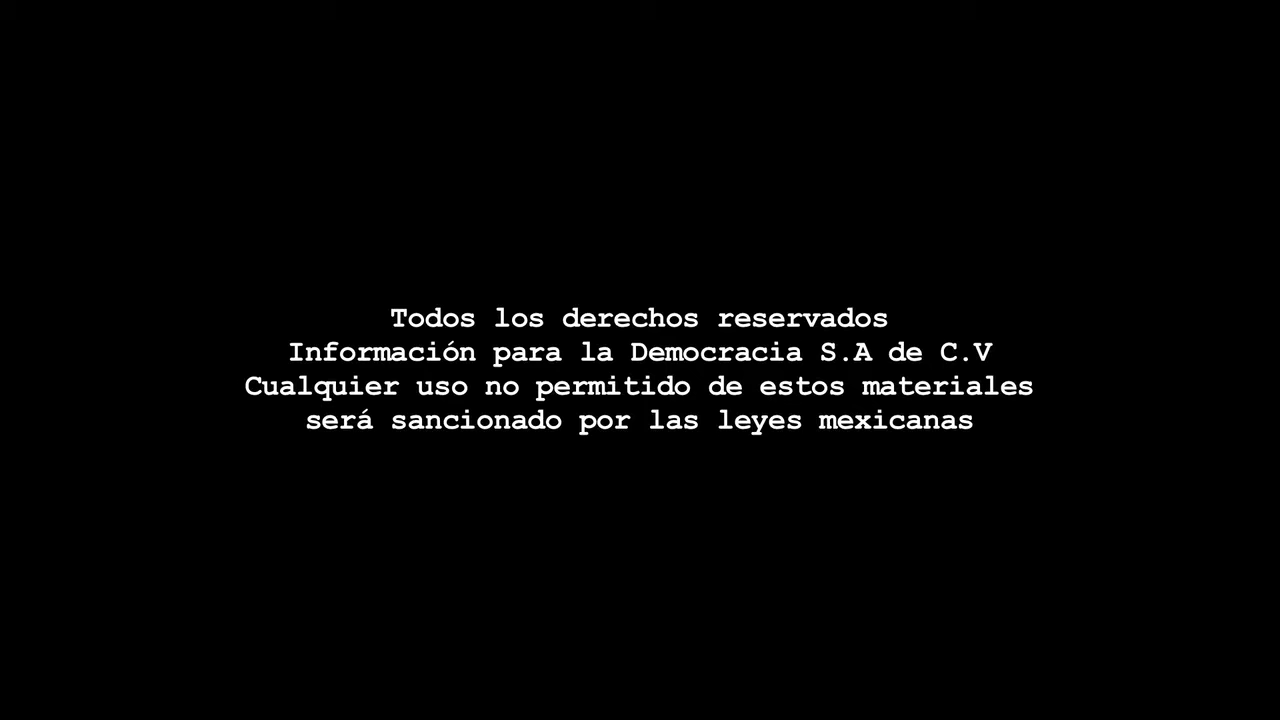 Todos los derechos reservados
Información para la Democracia S.A de C.V
Cualquier uso no permitido de estos materiales
será sancionado por las leyes mexicanas